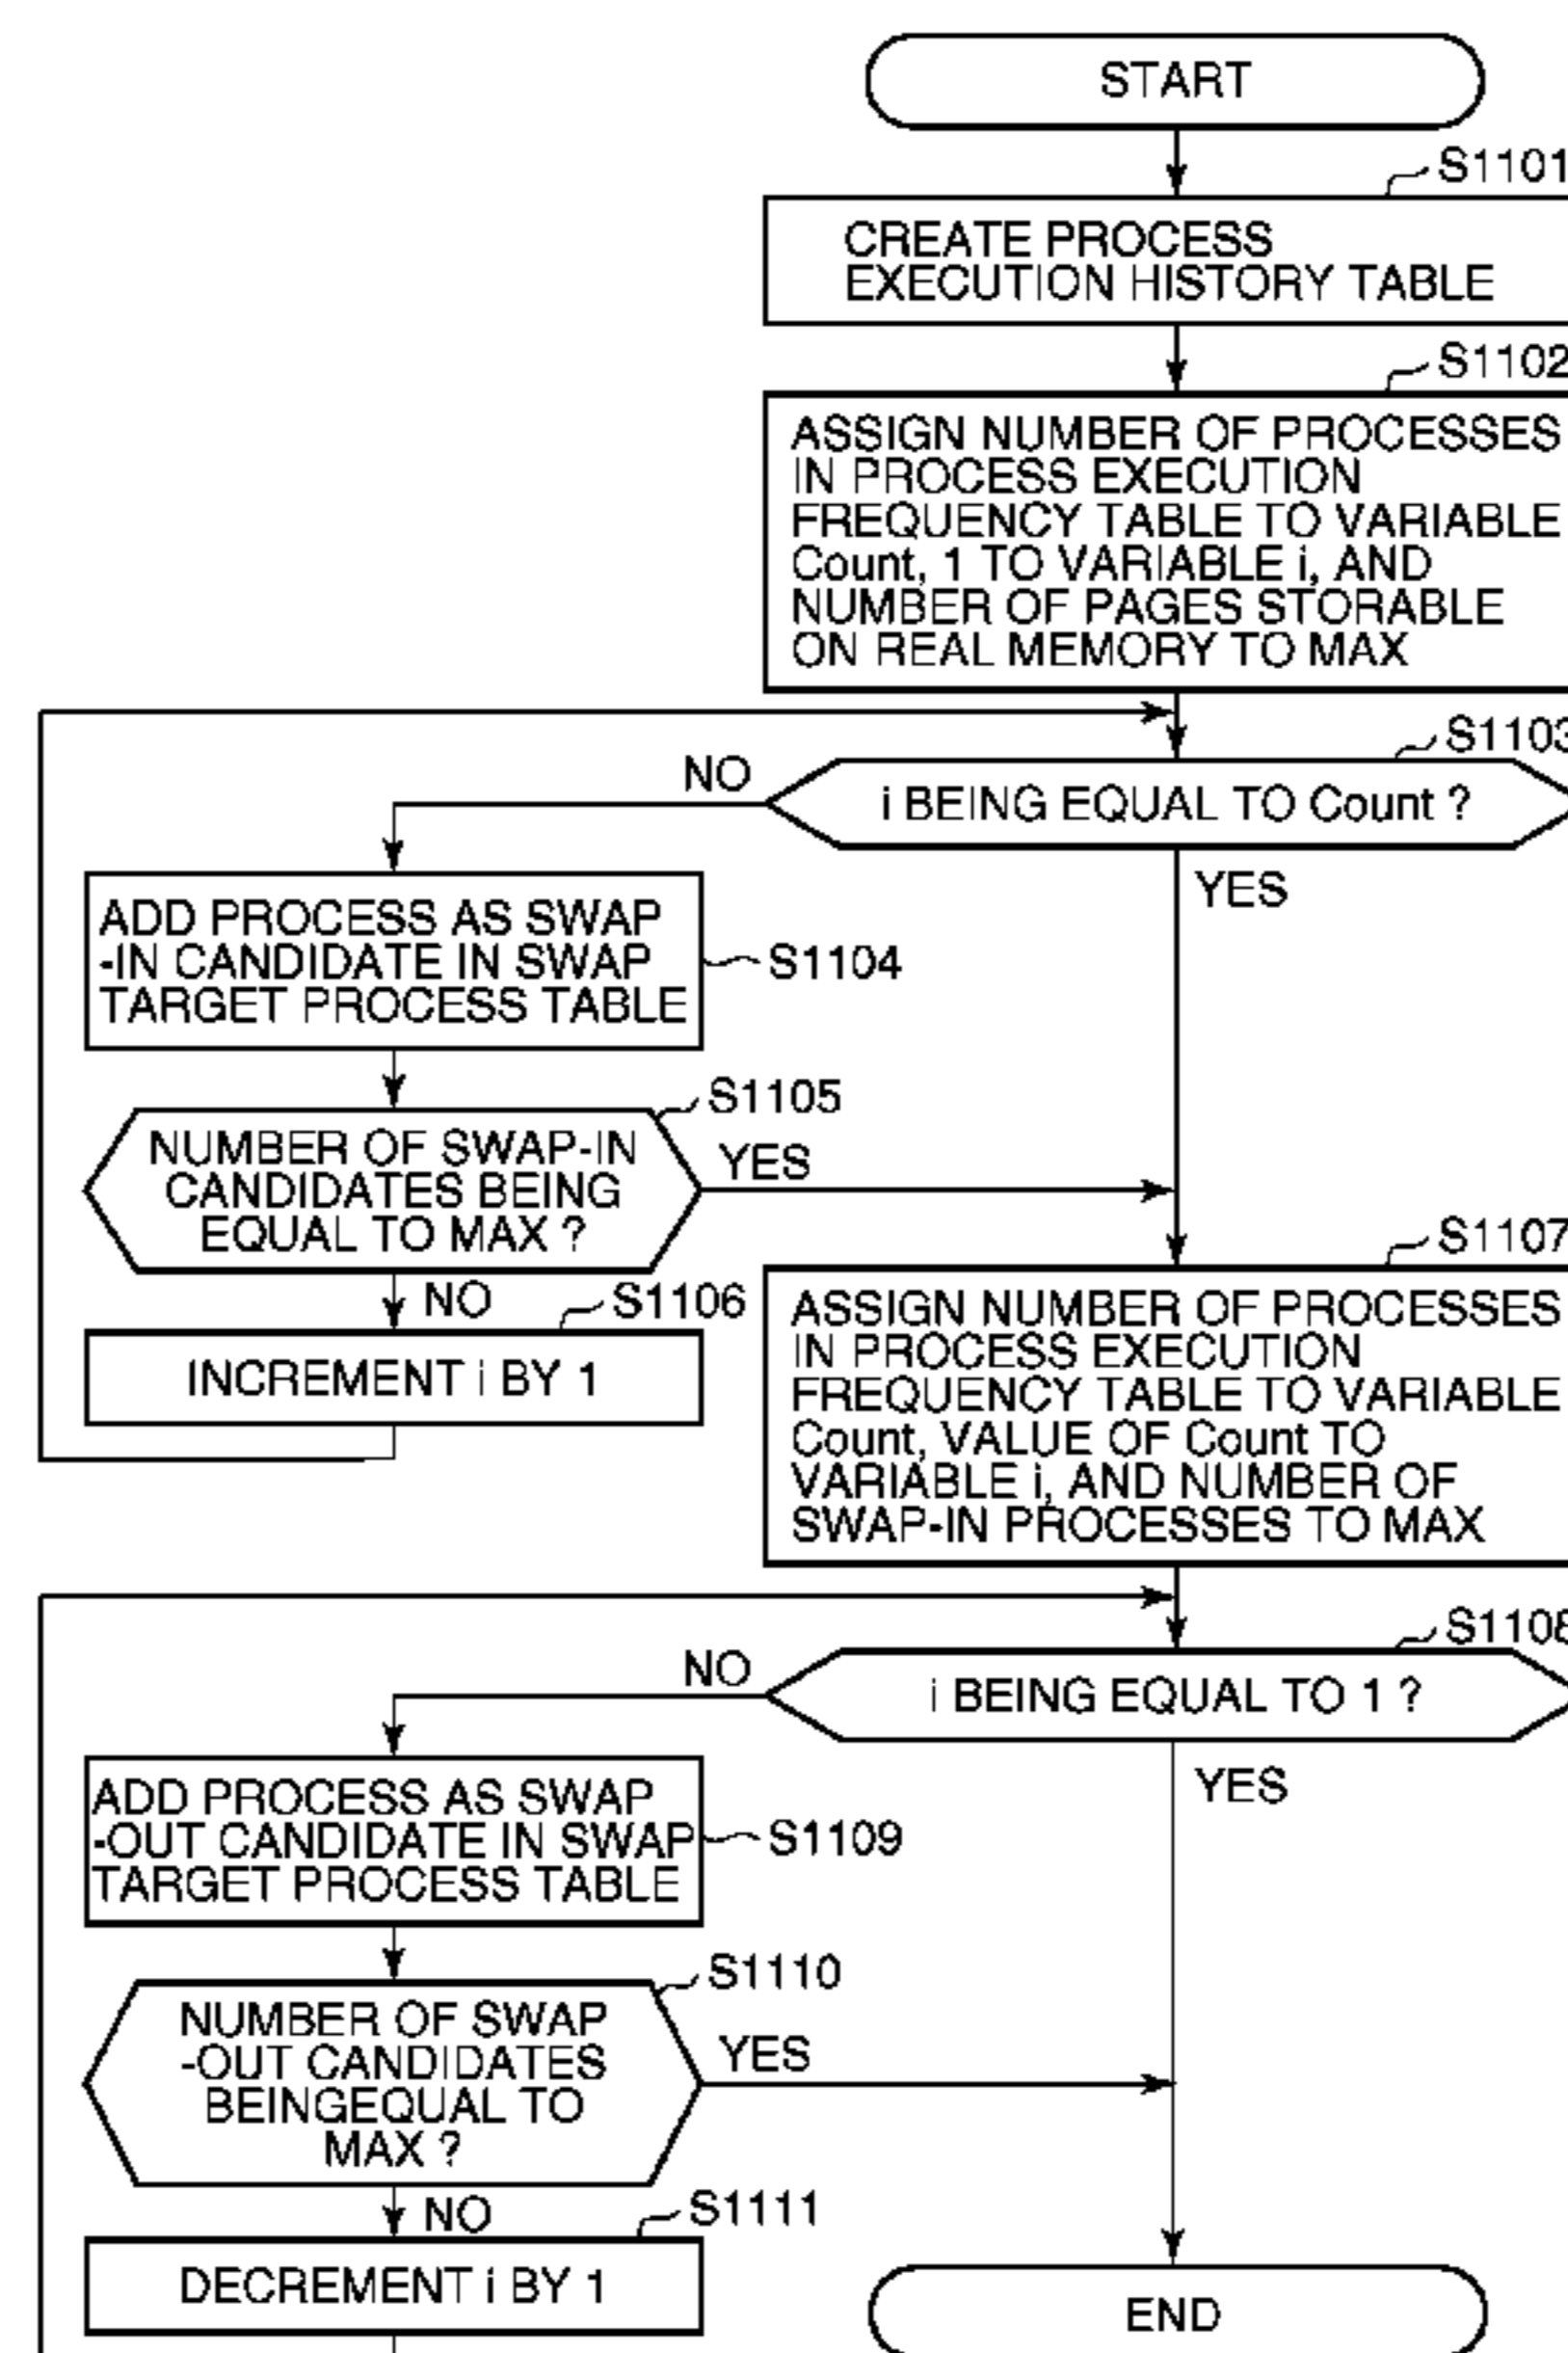 START
S1101
CREATE PROCESS
EXECUTION HISTORY TABLE
S1102
ASSIGN NUMBER OF PROCESSES
IN PROCESS EXECUTION
FREQUENCY TABLE TO VARIABLE
Count, 1 TO VARIABLE i, AND
NUMBER OF PAGES STORABLE
ON REAL MEMORY TO MAX
S1103
NO
i BEING EQUAL TO Count ?
YES
ADD PROCESS AS SWAP
-IN CANDIDATE IN SWAP
TARGET PROCESS TABLE
S1104
S1105
NUMBER OF SWAP-IN
CANDIDATES BEING
EQUAL TO MAX ?
YES
NO
S1106
INCREMENT i BY 1
S1107
ASSIGN NUMBER OF PROCESSES
IN PROCESS EXECUTION
FREQUENCY TABLE TO VARIABLE
Count, VALUE OF Count TO
VARIABLE i, AND NUMBER OF
SWAP-IN PROCESSES TO MAX
S1108
NO
i BEING EQUAL TO 1 ?
YES
ADD PROCESS AS SWAP
-OUT CANDIDATE IN SWAP
TARGET PROCESS TABLE
S1109
S1110
NUMBER OF SWAP
-OUT CANDIDATES
BEINGEQUAL TO
MAX ?
YES
NO
S1111
DECREMENT i BY 1
END